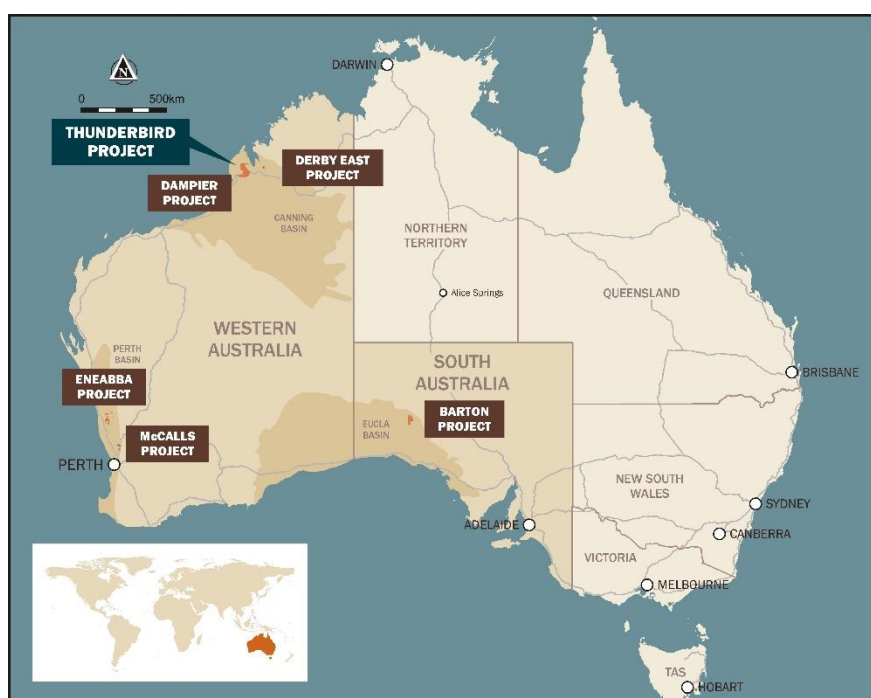 DARWIN
N
0 500km
THUNDERBIRD
PROJECT
DERBY EAST
PROJECT
DAMPIER
PROJECT
CANNING
BASIN
NORTHERN
TERRITORY
Alice Springs
QUEENSLAND
WESTERN
AUSTRALIA
PERTH
BASIN
SOUTH
AUSTRALIA
BRISBANE
ENEABBA
PROJECT
EUCLA
BASIN
BARTON
PROJECT
McCALLS
PROJECT
PERTH
NEW SOUTH
WALES
SYDNEY
ADELAIDE
CANBERRA
VICTORIA
MELBOURNE
TAS
HOBART